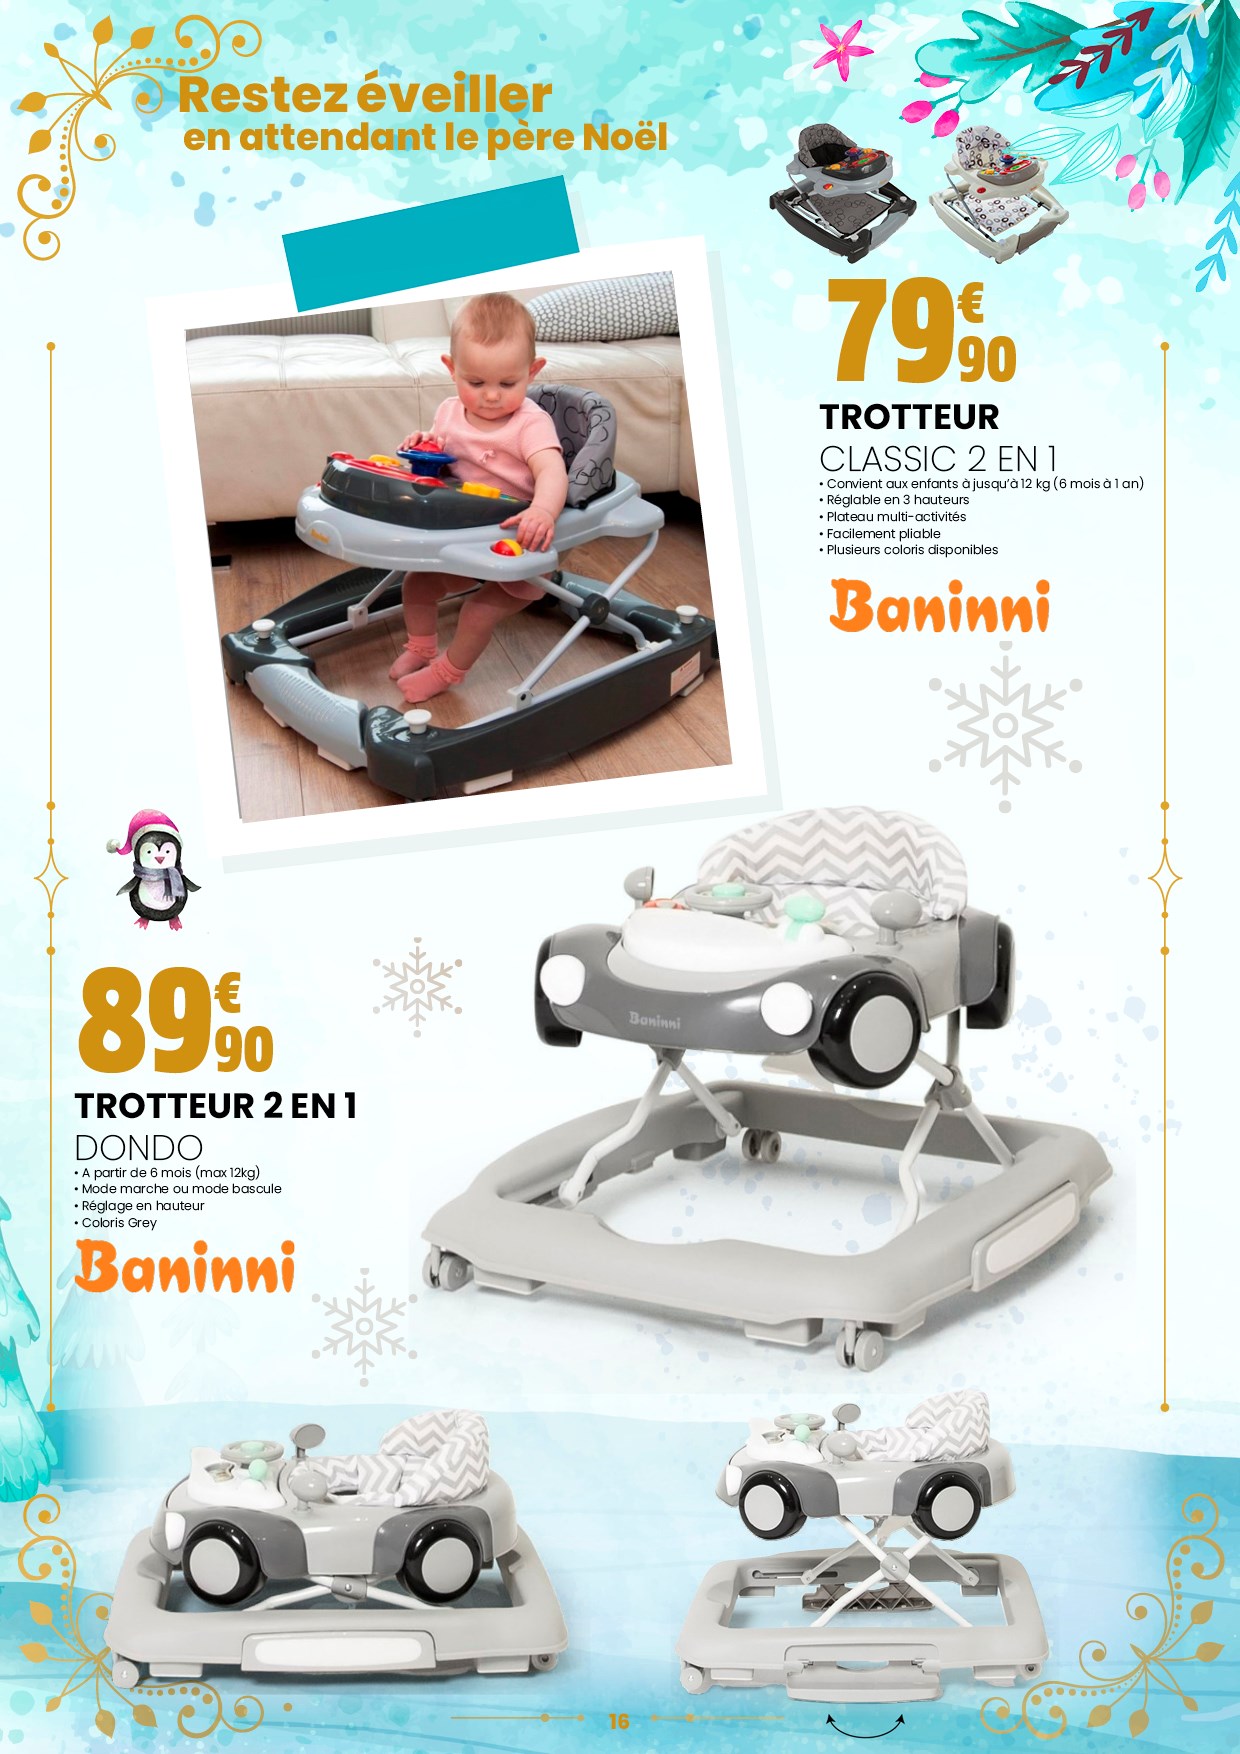 Restez éveiller
en attendant le père Noël
79€90
TROTTEUR
CLASSIC 2 EN 1
• Convient aux enfants à jusqu'à 12 kg (6 mois à 1 an)
• Réglable en 3 hauteurs
• Plateau multi-activités
• Facilement pliable
• Plusieurs coloris disponibles
Baninni
89€90
TROTTEUR 2 EN 1
DONDO
• A partir de 6 mois (max 12kg)
• Mode marche ou mode bascule
• Réglage en hauteur
• Coloris Grey
Baninni
Baninni
16